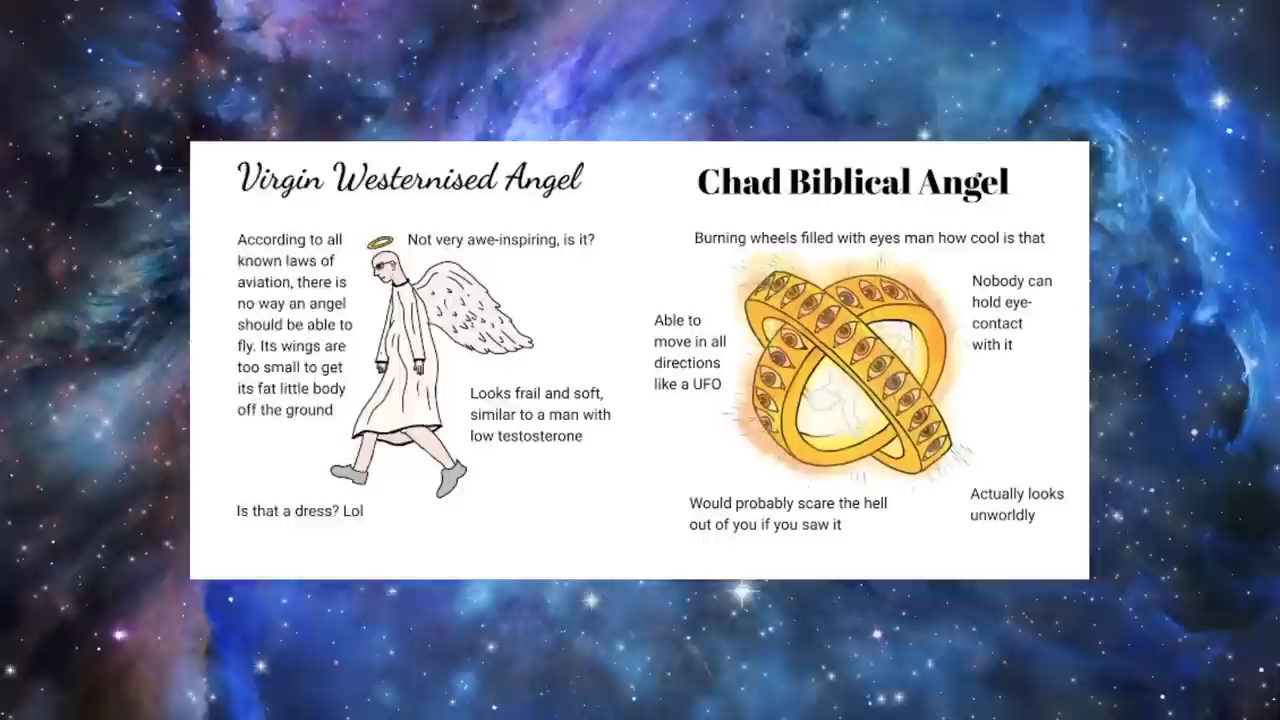 Virgin Westernised Angel
According to all
known laws of
aviation, there is
no way an angel
should be able to
fly. Its wings are
too small to get
its fat little body
off the ground
Not very awe-inspiring, is it?
Looks frail and soft,
similar to a man with
low testosterone
Is that a dress? Lol
Chad Biblical Angel
Burning wheels filled with eyes man how cool is that
Able to
move in all
directions
like a UFO
Nobody can
hold eye-
contact
with it
Would probably scare the hell
out of you if you saw it
Actually looks
unworldly